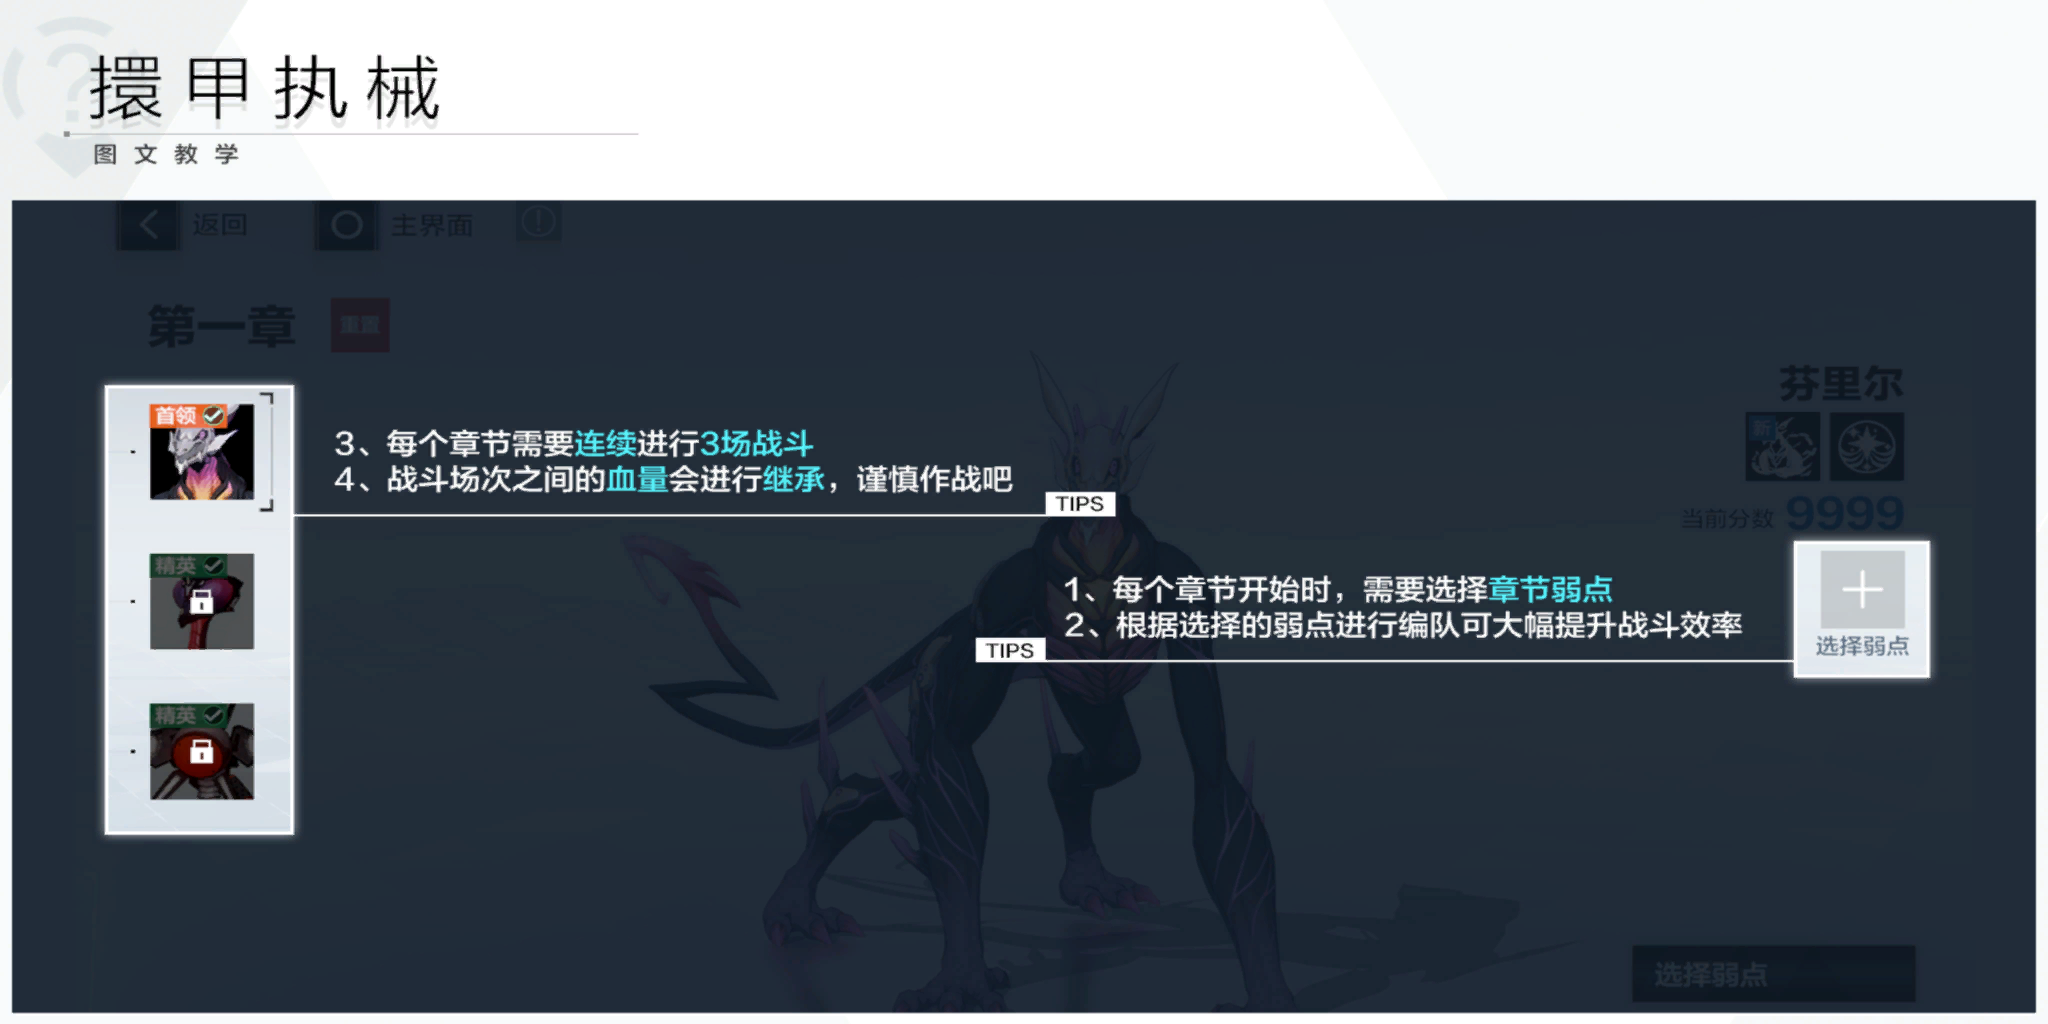 擐甲执械
图文教学
返回
主界面
第一章
重置
首领
3、每个章节需要连续进行3场战斗
4、战斗场次之间的血量会进行继承，谨慎作战吧
TIPS
芬里尔
新
当前分数 9999
精英
1、每个章节开始时，需要选择章节弱点
2、根据选择的弱点进行编队可大幅提升战斗效率
TIPS
选择弱点
精英
选择弱点